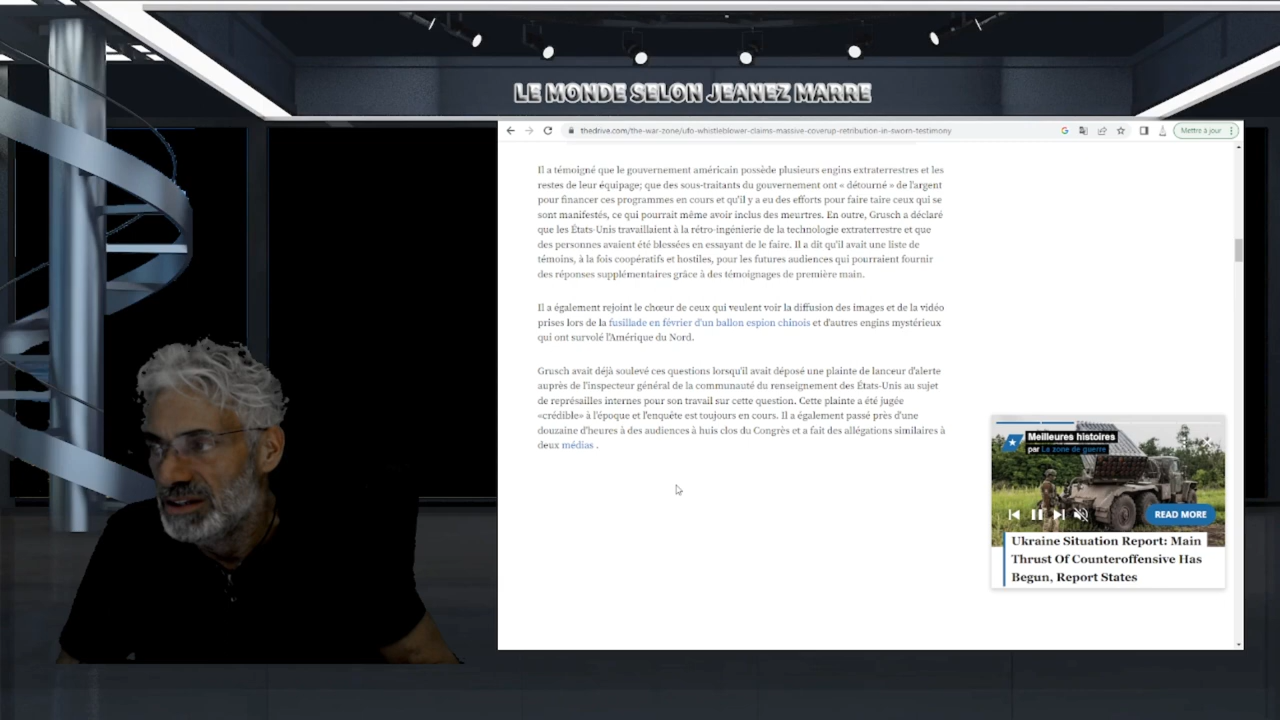 LE MONDE SELON JEANEZ MARRE
thedrive.com/the-war-zone/ufo-whistleblower-claims-massive-coverup-retribution-in-sworn-testimony
Mettre à jour
Il a témoigné que le gouvernement américain possède plusieurs engins extraterrestres et les
restes de leur équipage; que des sous-traitants du gouvernement ont « détourné » de l'argent
pour financer ces programmes en cours et qu'il y a eu des efforts pour faire taire ceux qui se
sont manifestés, ce qui pourrait même avoir inclus des meurtres. En outre, Grusch a déclaré
que les États-Unis travaillaient à la rétro-ingénierie de la technologie extraterrestre et que
des personnes avaient été blessées en essayant de le faire. Il a dit qu'il avait une liste de
témoins, à la fois coopératifs et hostiles, pour les futures audiences qui pourraient fournir
des réponses supplémentaires grâce à des témoignages de première main.
Il a également rejoint le chœur de ceux qui veulent voir la diffusion des images et de la vidéo
prises lors de la fusillade en février d'un ballon espion chinois et d'autres engins mystérieux
qui ont survolé l'Amérique du Nord.
Grusch avait déjà soulevé ces questions lorsqu'il avait déposé une plainte de lanceur d'alerte
auprès de l'inspecteur général de la communauté du renseignement des États-Unis au sujet
de représailles internes pour son travail sur cette question. Cette plainte a été jugée
«crédible» à l'époque et l'enquête est toujours en cours. Il a également passé près d'une
douzaine d'heures à des audiences à huis clos du Congrès et a fait des allégations similaires à
deux médias .
Meilleures histoires
par La zone de guerre
READ MORE
Ukraine Situation Report: Main
Thrust Of Counteroffensive Has
Begun, Report States